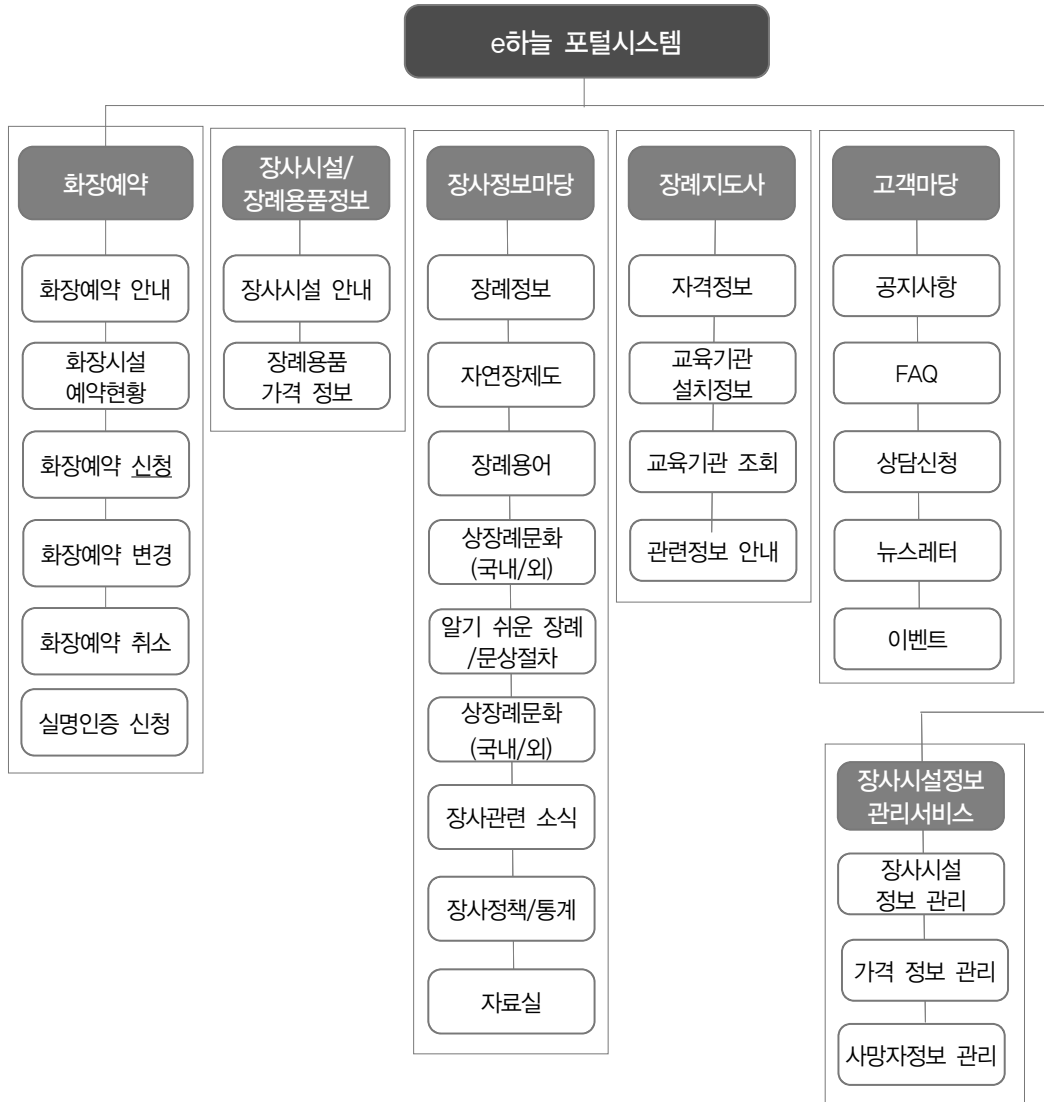 e하늘 포털시스템
화장예약
화장예약 안내
화장시설
예약현황
화장예약 신청
화장예약 변경
화장예약 취소
실명인증 신청
장사시설/
장례용품정보
장사시설 안내
장례용품
가격 정보
장사정보마당
장례정보
자연장제도
장례용어
상장례문화
(국내/외)
알기 쉬운 장례
/문상절차
상장례문화
(국내/외)
장사관련 소식
장사정책/통계
자료실
장례지도사
자격정보
교육기관
설치정보
교육기관 조회
관련정보 안내
고객마당
공지사항
FAQ
상담신청
뉴스레터
이벤트
장사시설정보
관리서비스
장사시설
정보 관리
가격 정보 관리
사망자정보 관리